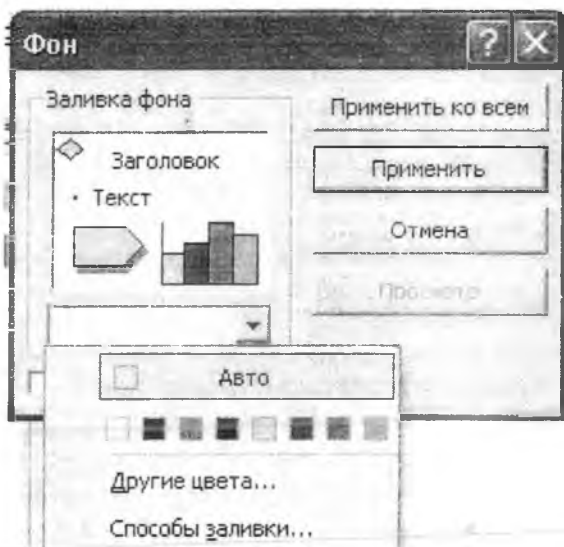 Фон
Заливка фона
Заголовок
• Текст
Применить ко всем
Применить
Отмена
Просмотр
Авто
Другие цвета...
Способы заливки...